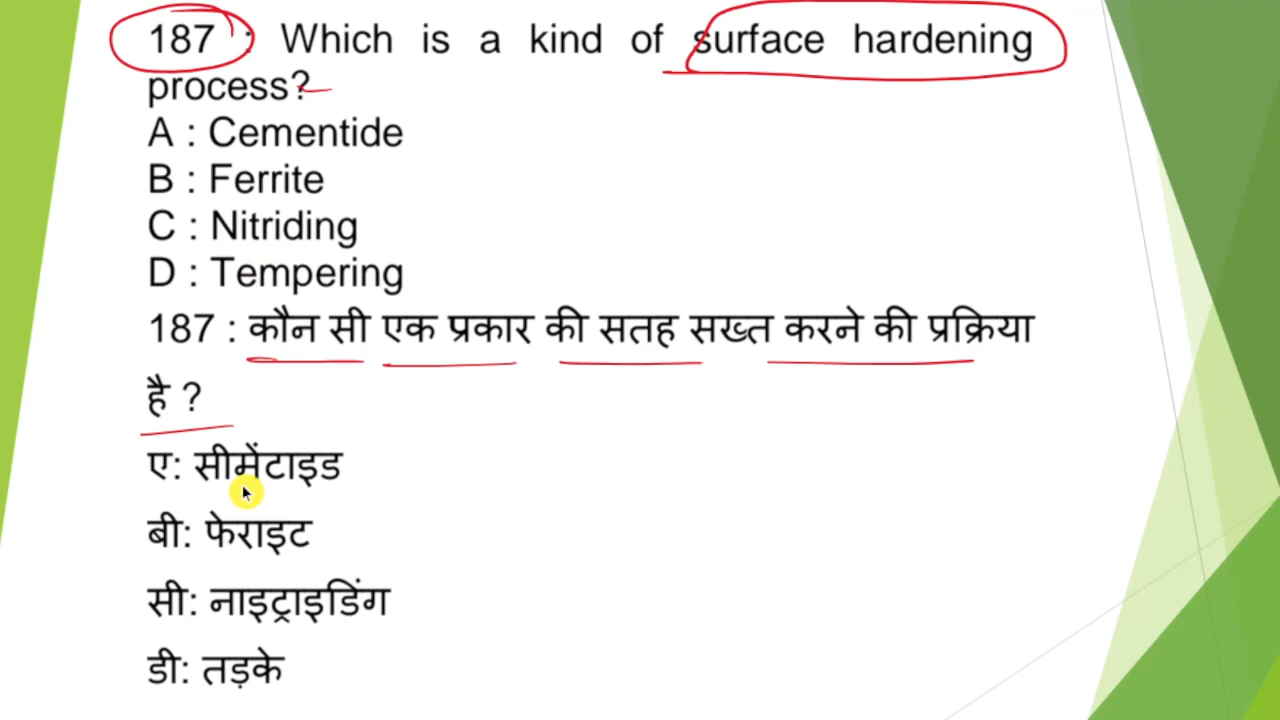 187 : Which is a kind of surface hardening
process?
A : Cementide
B : Ferrite
C : Nitriding
D : Tempering
187 : कौन सी एक प्रकार की सतह सख्त करने की प्रक्रिया
है ?
ए: सीमेंटाइड
बी: फेराइट
सी: नाइट्राइडिंग
डी: तड़के